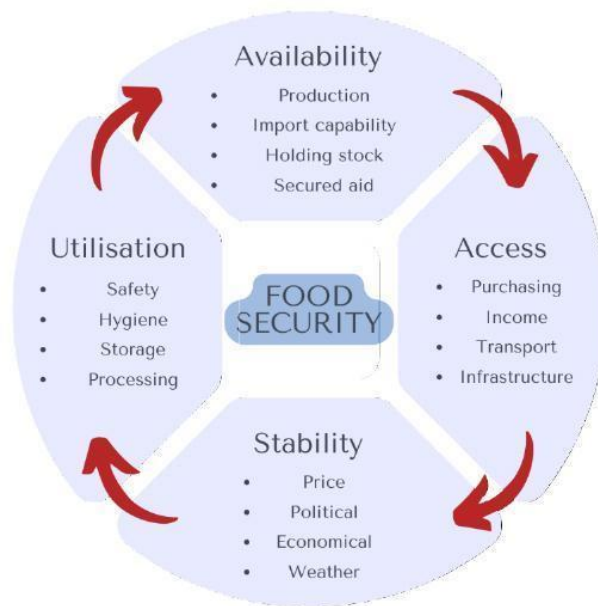 Availability
• Production
• Import capability
• Holding stock
• Secured aid
Access
• Purchasing
• Income
• Transport
• Infrastructure
Stability
• Price
• Political
• Economical
• Weather
Utilisation
• Safety
• Hygiene
• Storage
• Processing
FOOD
SECURITY